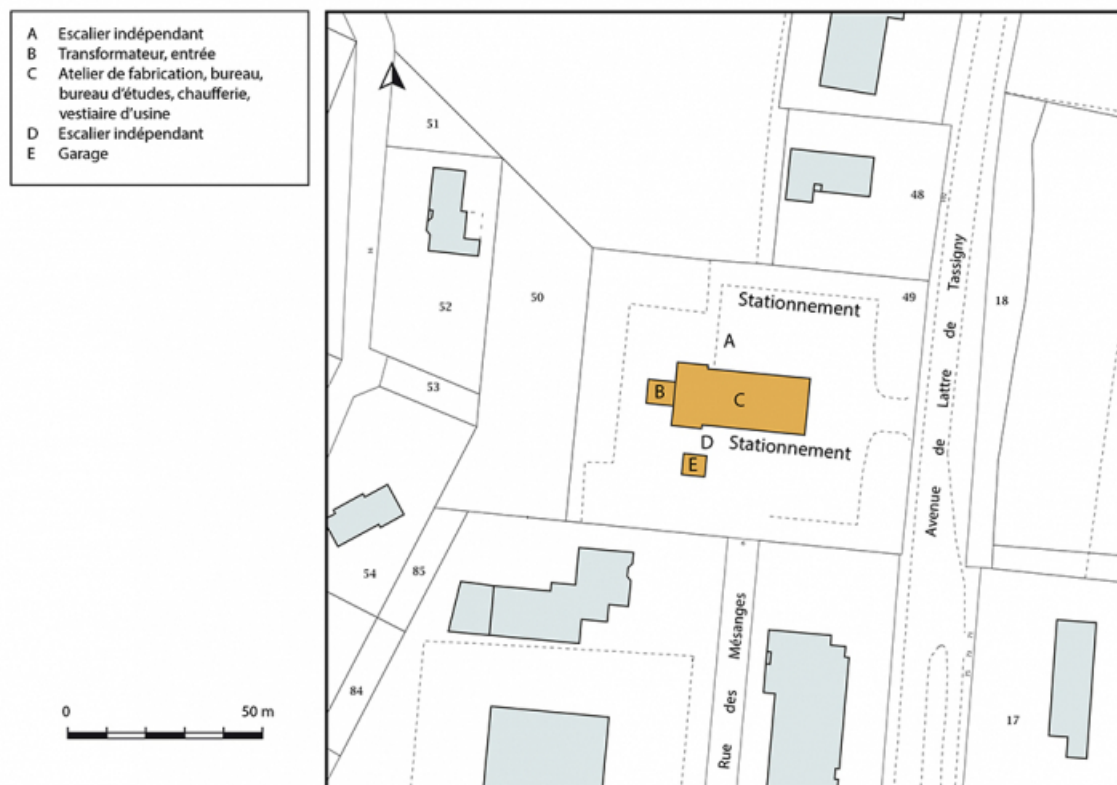 A Escalier indépendant
B Transformateur, entrée
C Atelier de fabrication, bureau,
bureau d'études, chaufferie,
vestiaire d'usine
D Escalier indépendant
E Garage
51
48
52
50
Stationnement
49
18
A
53
B
C
D Stationnement
E
Avenue de Lattre de Tassigny
54
85
Rue des Mésanges
84
17
0 50 m